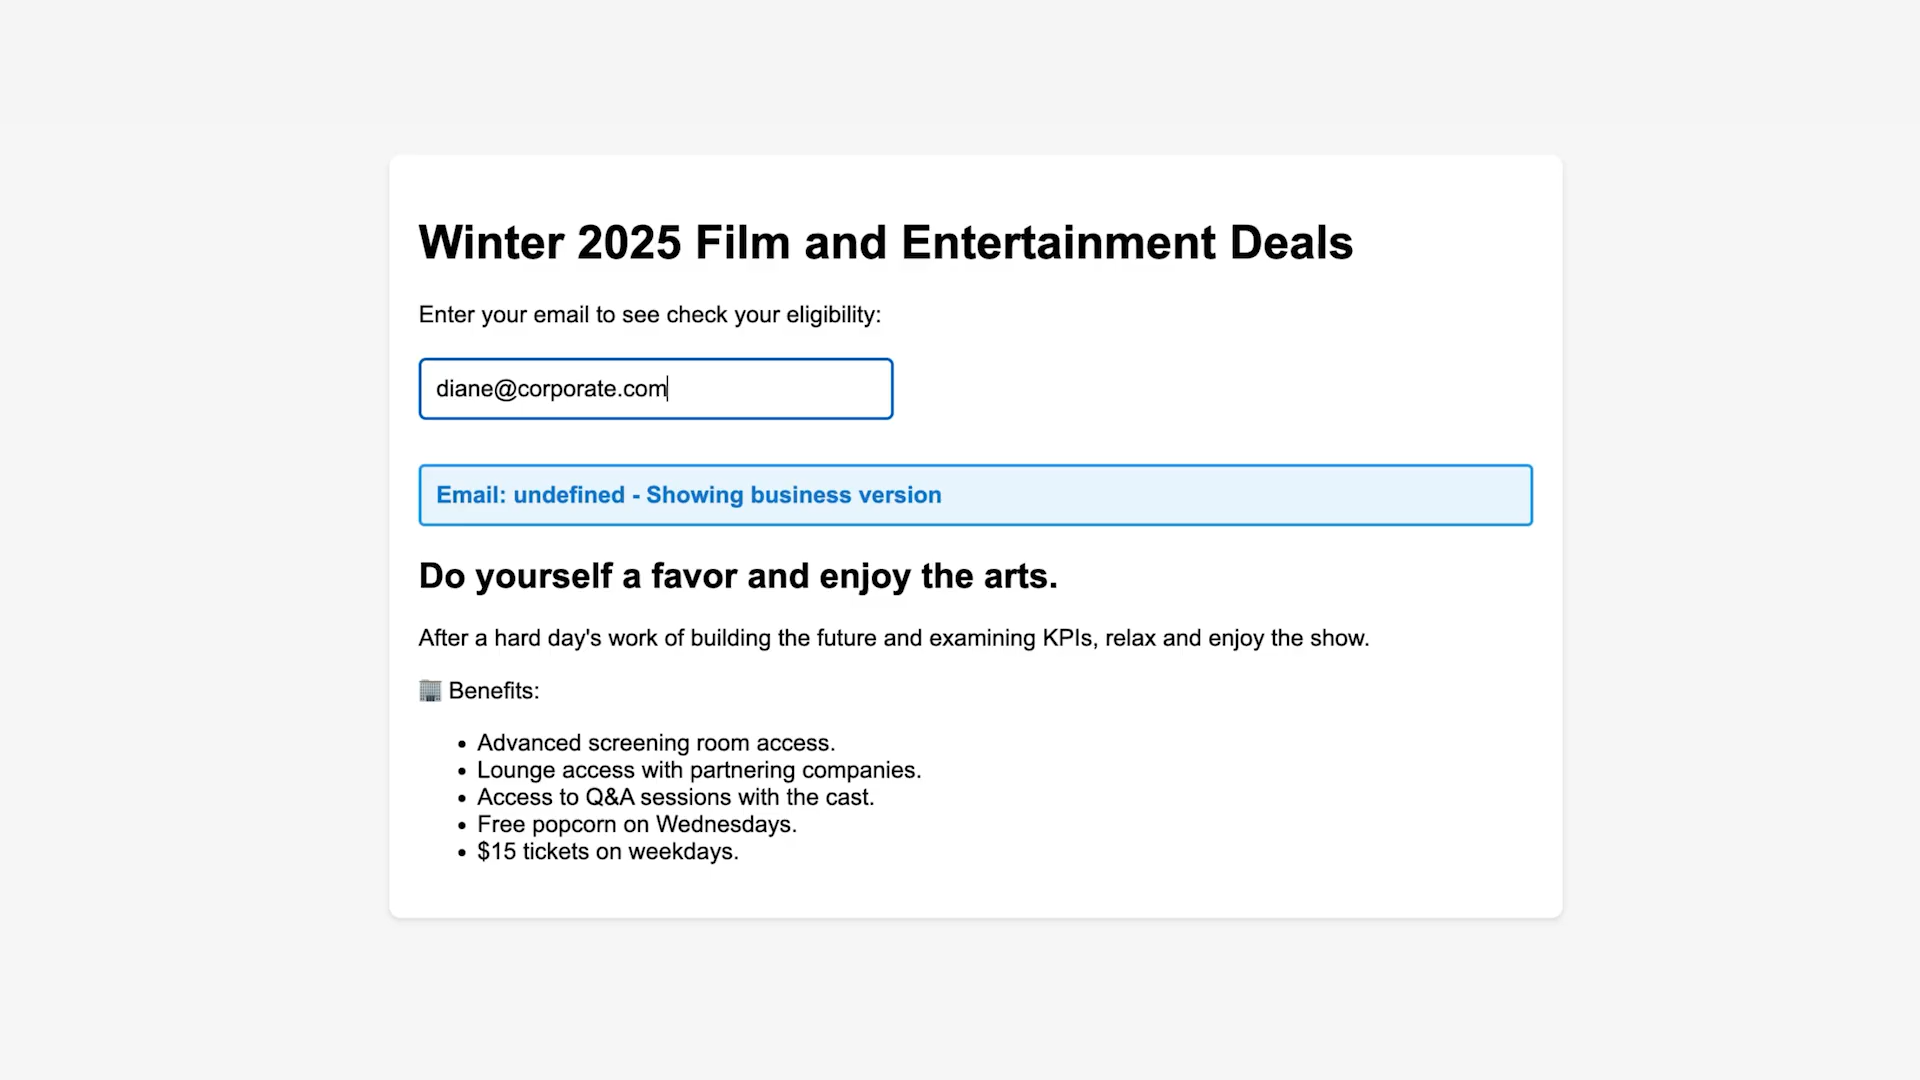 Winter 2025 Film and Entertainment Deals
Enter your email to see check your eligibility:
diane@corporate.com
Email: undefined - Showing business version
Do yourself a favor and enjoy the arts.
After a hard day's work of building the future and examining KPIs, relax and enjoy the show.
🏢 Benefits:
• Advanced screening room access.
• Lounge access with partnering companies.
• Access to Q&A sessions with the cast.
• Free popcorn on Wednesdays.
• $15 tickets on weekdays.